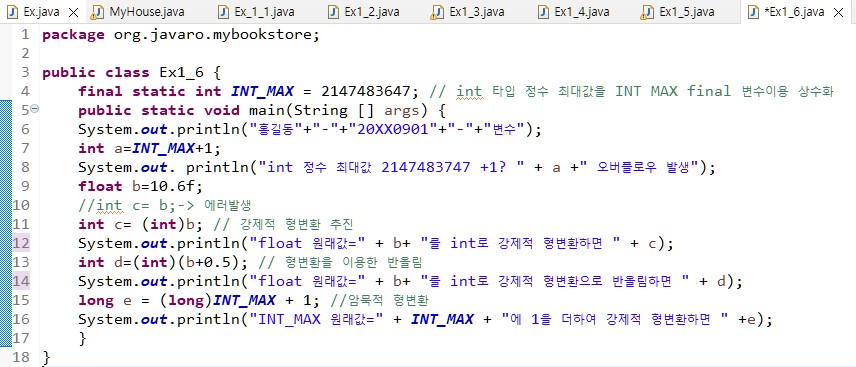 Ex.java MyHouse.java Ex_1_1.java Ex1_2.java Ex1_3.java Ex1_4.java Ex1_5.java *Ex1_6.java
1 package org.javaro.mybookstore;
2
3 public class Ex1_6 {
4 final static int INT_MAX = 2147483647; // int 타입 정수 최대값을 INT MAX final 변수이용 상수화
5 public static void main(String [] args) {
6 System.out.println("홍길동"+"-"+"20XX0901"+"-"+"변수");
7 int a=INT_MAX+1;
8 System.out. println("int 정수 최대값 2147483747 +1? " + a +" 오버플로우 발생");
9 float b=10.6f;
10 //int c= b;-> 에러발생
11 int c= (int)b; // 강제적 형변환 추진
12 System.out.println("float 원래값=" + b+ "를 int로 강제적 형변환하면 " + c);
13 int d=(int)(b+0.5); // 형변환을 이용한 반올림
14 System.out.println("float 원래값=" + b+ "를 int로 강제적 형변환으로 반올림하면 " + d);
15 long e = (long)INT_MAX + 1; //암묵적 형변환
16 System.out.println("INT_MAX 원래값=" + INT_MAX + "에 1을 더하여 강제적 형변환하면 " +e);
17 }
18 }